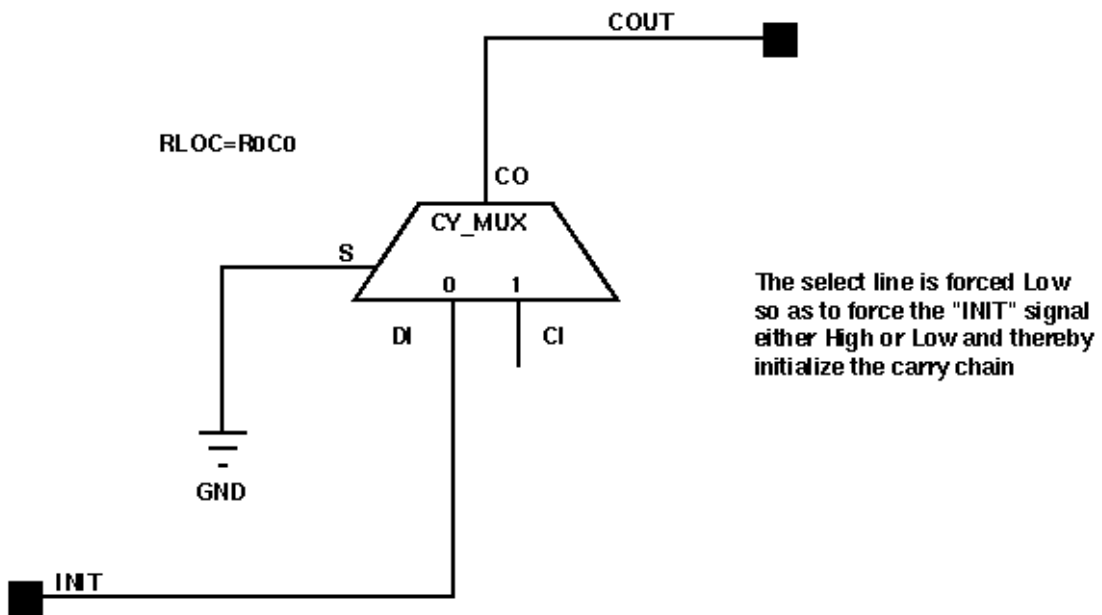 COUT
RLOC=R0C0
CO
CY_MUX
S
0 1
DI CI
The select line is forced Low
so as to force the "INIT" signal
either High or Low and thereby
initialize the carry chain
GND
INIT